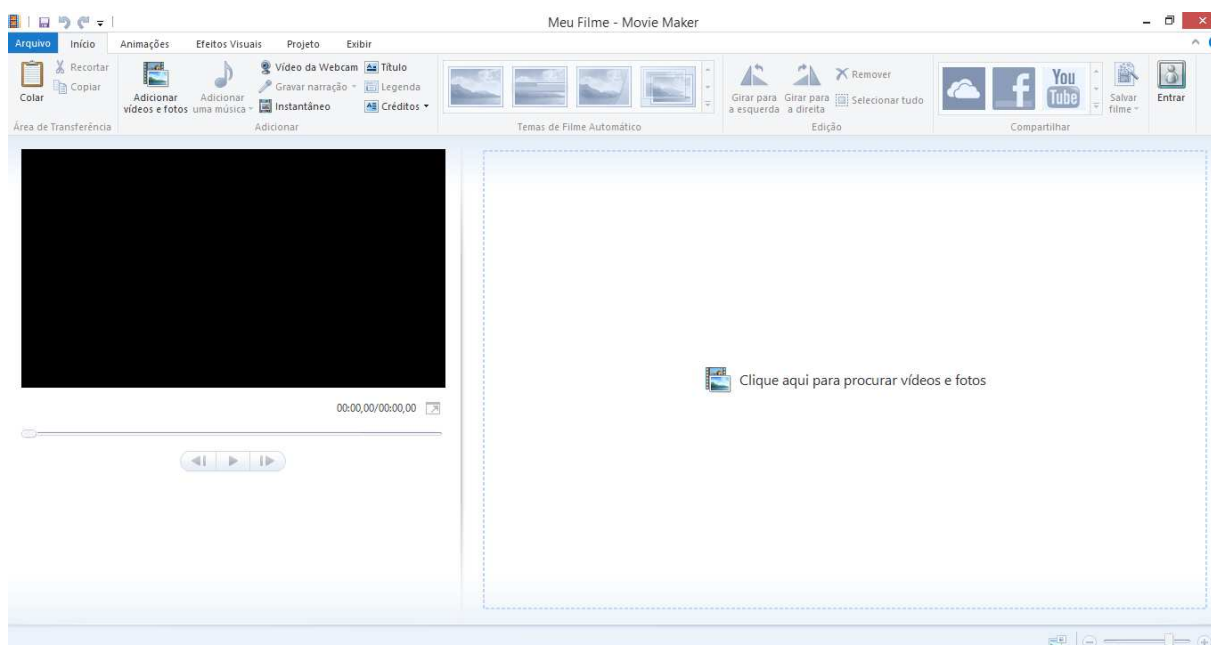 Meu Filme - Movie Maker
Arquivo Início Animações Efeitos Visuais Projeto Exibir
Colar
Recortar
Copiar
Área de Transferência
Adicionar
vídeos e fotos
Adicionar
uma música
Vídeo da Webcam
Gravar narração
Instantâneo
Título
Legenda
Créditos
Adicionar
Temas de Filme Automático
Girar para
a esquerda
Girar para
a direita
Remover
Selecionar tudo
Edição
f
You
Tube
Compartilhar
Salvar
filme
Entrar
00:00,00/00:00,00
Clique aqui para procurar vídeos e fotos